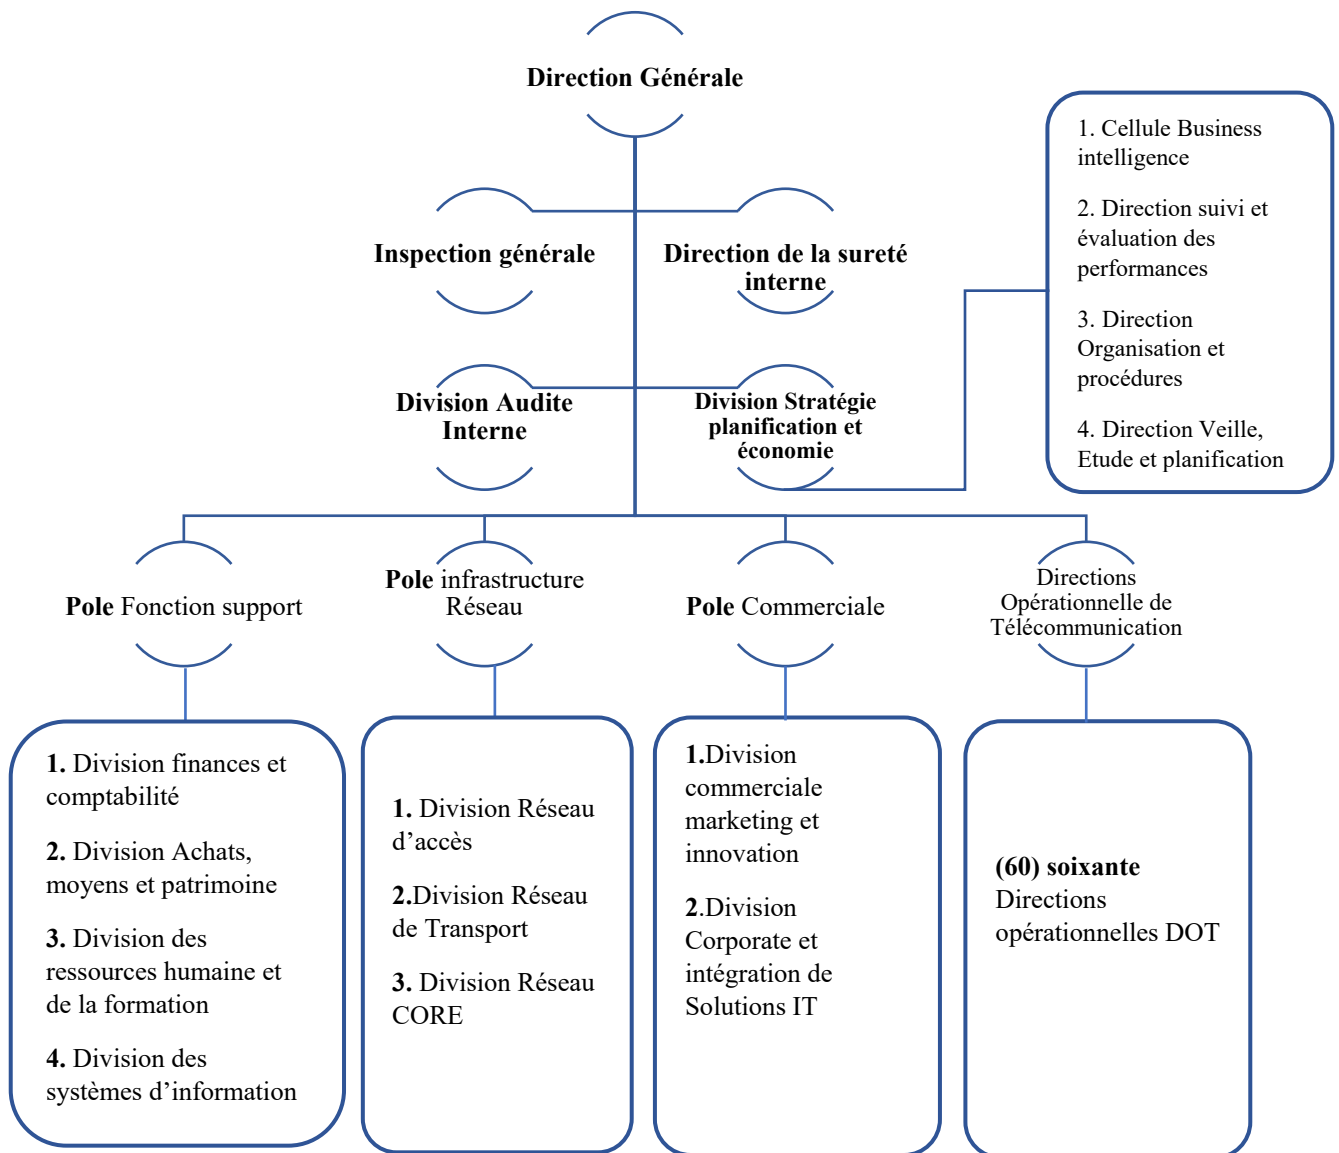 Direction Générale
1. Cellule Business
intelligence
2. Direction suivi et
évaluation des
performances
3. Direction
Organisation et
procédures
4. Direction Veille,
Etude et planification
Inspection générale
Direction de la sureté
interne
Division Audite
Interne
Division Stratégie
planification et
économie
Pole Fonction support
Pole infrastructure
Réseau
Pole Commerciale
Directions
Opérationnelle de
Télécommunication
1. Division finances et
comptabilité
2. Division Achats,
moyens et patrimoine
3. Division des
ressources humaine et
de la formation
4. Division des
systèmes d’information
1. Division Réseau
d’accès
2.Division Réseau
de Transport
3. Division Réseau
CORE
1.Division
commerciale
marketing et
innovation
2.Division
Corporate et
intégration de
Solutions IT
(60) soixante
Directions
opérationnelles DOT